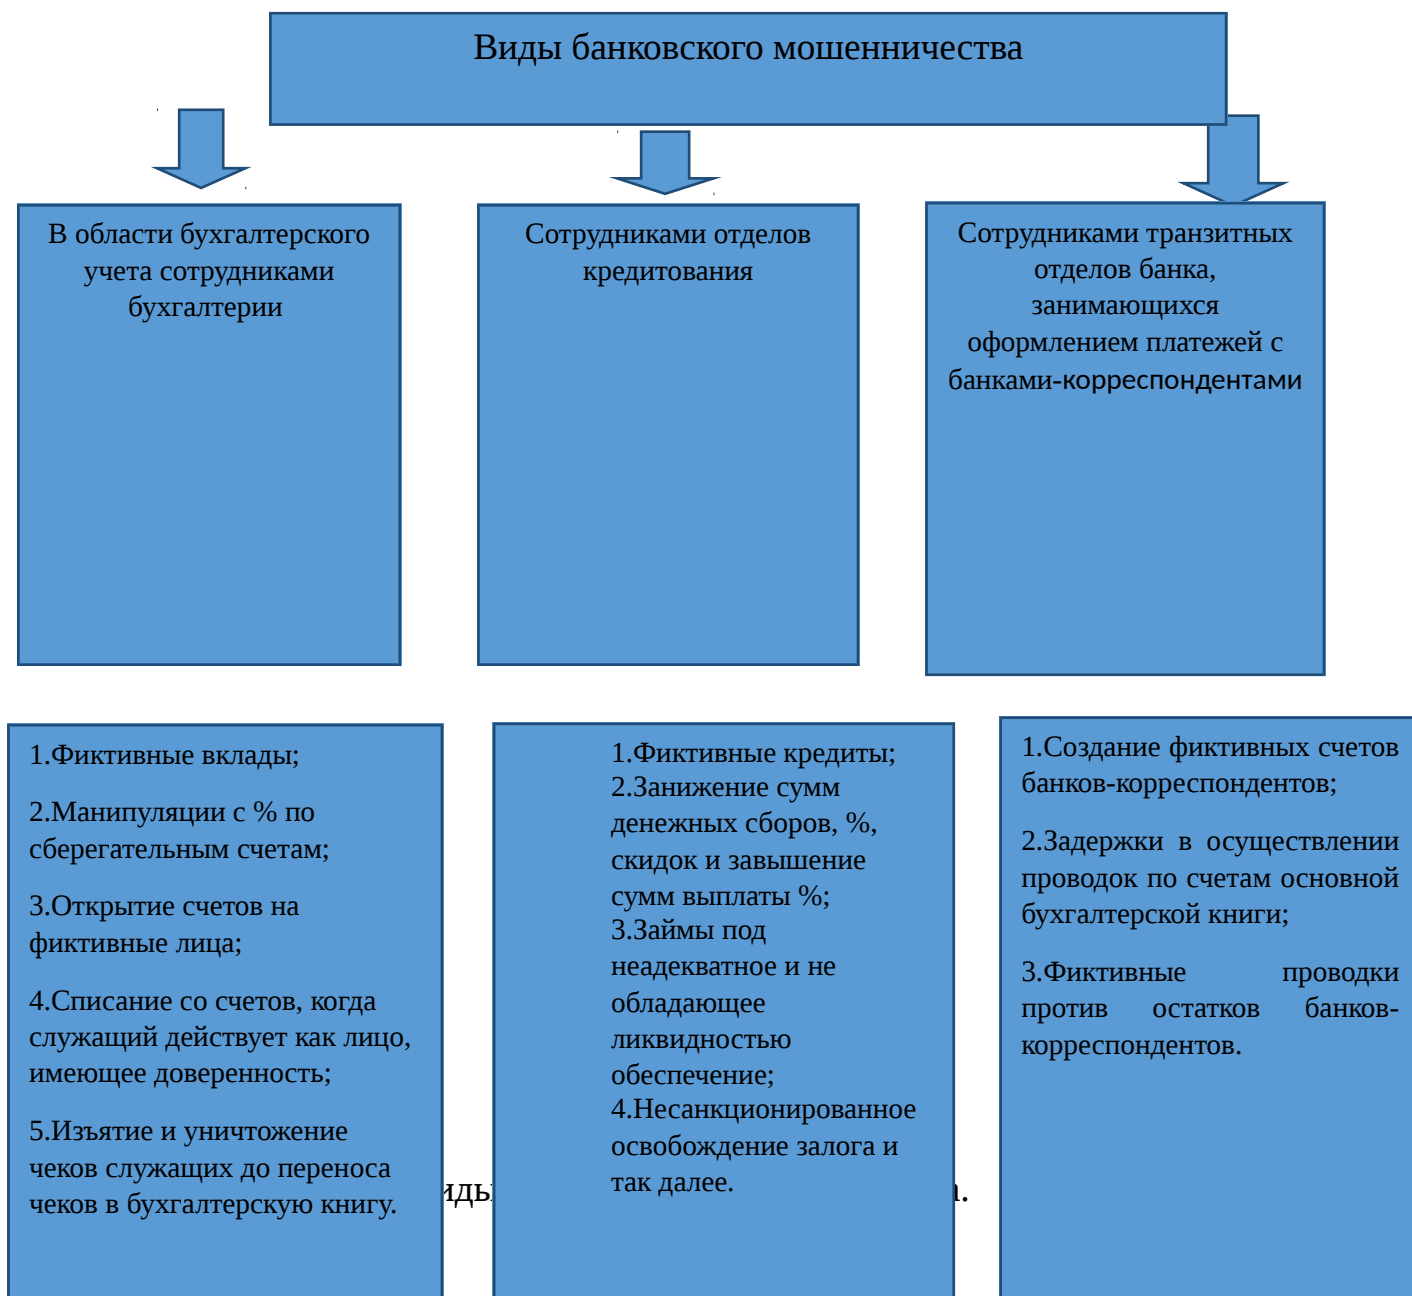 Виды банковского мошенничества
В области бухгалтерского
учета сотрудниками
бухгалтерии
Сотрудниками отделов
кредитования
Сотрудниками транзитных
отделов банка,
занимающихся
оформлением платежей с
банками-корреспондентами
1.Фиктивные вклады;
2.Манипуляции с % по
сберегательным счетам;
3.Открытие счетов на
фиктивные лица;
4.Списание со счетов, когда
служащий действует как лицо,
имеющее доверенность;
5.Изъятие и уничтожение
чеков служащих до переноса
чеков в бухгалтерскую книгу.
1.Фиктивные кредиты;
2.Занижение сумм
денежных сборов, %,
скидок и завышение
сумм выплаты %;
3.Займы под
неадекватное и не
обладающее
ликвидностью
обеспечение;
4.Несанкционированное
освобождение залога и
так далее.
1.Создание фиктивных счетов
банков-корреспондентов;
2.Задержки в осуществлении
проводок по счетам основной
бухгалтерской книги;
3.Фиктивные проводки
против остатков банков-
корреспондентов.